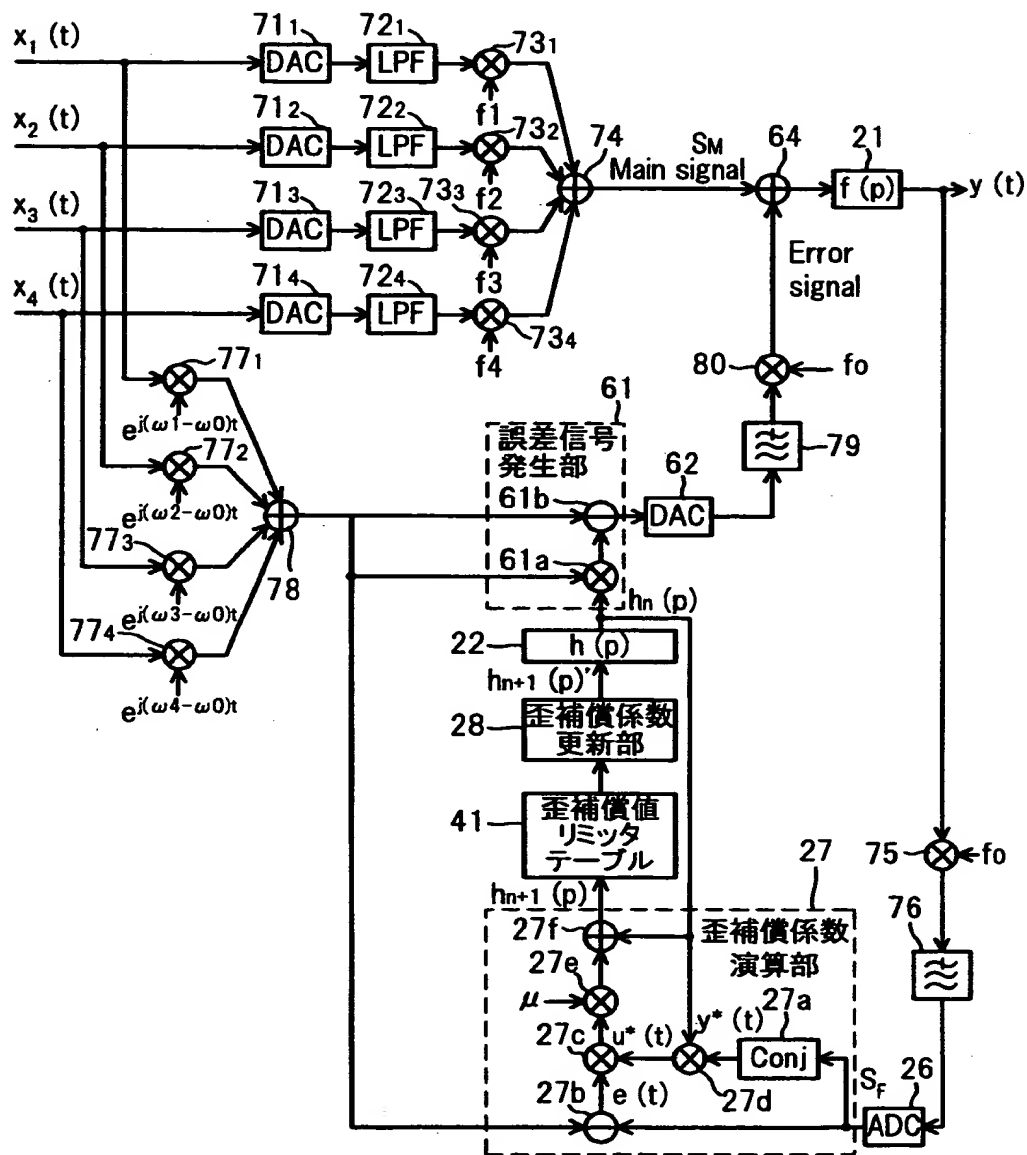 x1 (t)
711
DAC
721
LPF
731
f1
x2 (t)
712
DAC
722
LPF
732
f2
74
SM
Main signal
64
21
f (p)
y (t)
x3 (t)
713
DAC
723
LPF
733
f3
x4 (t)
714
DAC
724
LPF
734
f4
Error
signal
771
e^j(ω1-ω0)t
772
e^j(ω2-ω0)t
773
e^j(ω3-ω0)t
774
e^j(ω4-ω0)t
78
61
誤差信号
発生部
61b
61a
62
DAC
80
fo
79
hn (p)
22
h (p)
hn+1 (p)'
28
歪補償係数
更新部
41
歪補償値
リミッタ
テーブル
hn+1 (p)
75
fo
76
27
歪補償係数
演算部
27f
27e
μ
27c
u* (t)
y* (t)
27a
Conj
27d
27b
e (t)
SF
26
ADC